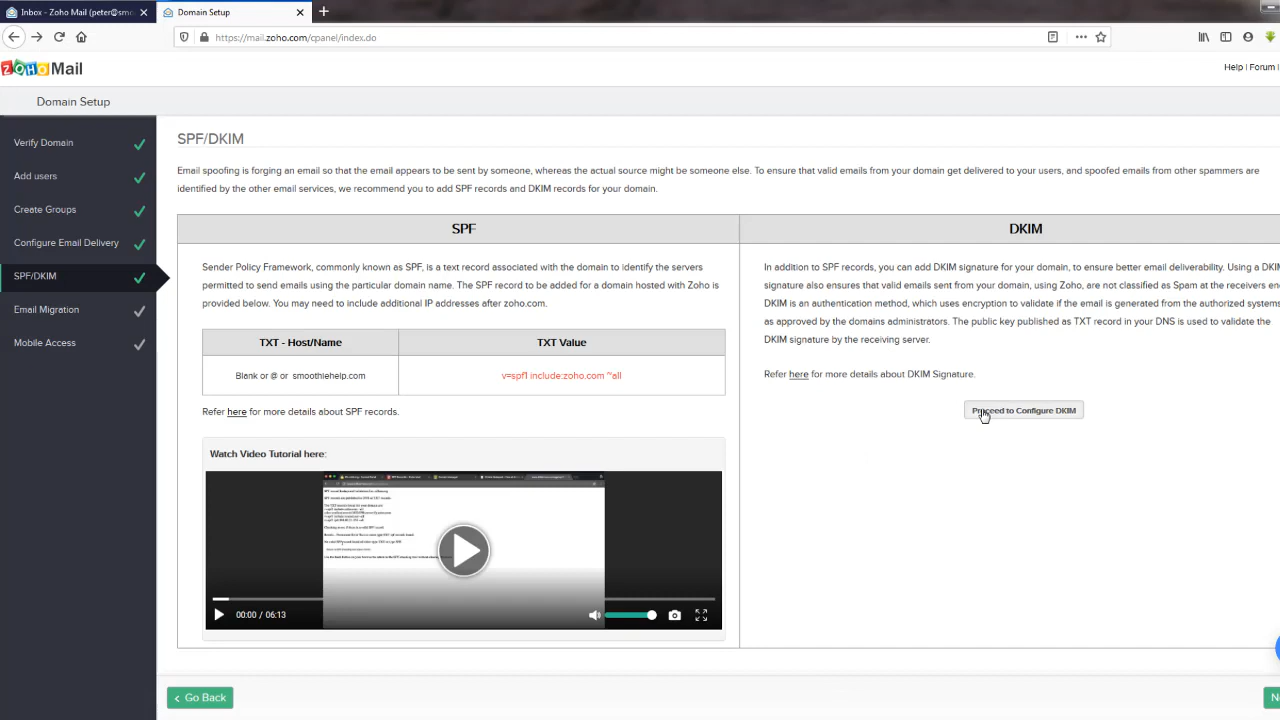 Inbox - Zoho Mail (peter@smo
Domain Setup
https://mail.zoho.com/cpanel/index.do
ZOHO Mail
Help | Forum |
Domain Setup
Verify Domain
Add users
Create Groups
Configure Email Delivery
SPF/DKIM
Email Migration
Mobile Access
SPF/DKIM
Email spoofing is forging an email so that the email appears to be sent by someone, whereas the actual source might be someone else. To ensure that valid emails from your domain get delivered to your users, and spoofed emails from other spammers are
identified by the other email services, we recommend you to add SPF records and DKIM records for your domain.
SPF
Sender Policy Framework, commonly known as SPF, is a text record associated with the domain to identify the servers
permitted to send emails using the particular domain name. The SPF record to be added for a domain hosted with Zoho is
provided below. You may need to include additional IP addresses after zoho.com.
TXT - Host/Name
TXT Value
Blank or @ or smoothiehelp.com
v=spf1 include:zoho.com ~all
Refer here for more details about SPF records.
Watch Video Tutorial here:
00:00 / 06:13
DKIM
In addition to SPF records, you can add DKIM signature for your domain, to ensure better email deliverability. Using a DKIM
signature also ensures that valid emails sent from your domain, using Zoho, are not classified as Spam at the receivers en
DKIM is an authentication method, which uses encryption to validate if the email is generated from the authorized systems
as approved by the domains administrators. The public key published as TXT record in your DNS is used to validate the
DKIM signature by the receiving server.
Refer here for more details about DKIM Signature.
Proceed to Configure DKIM
Go Back
Ne